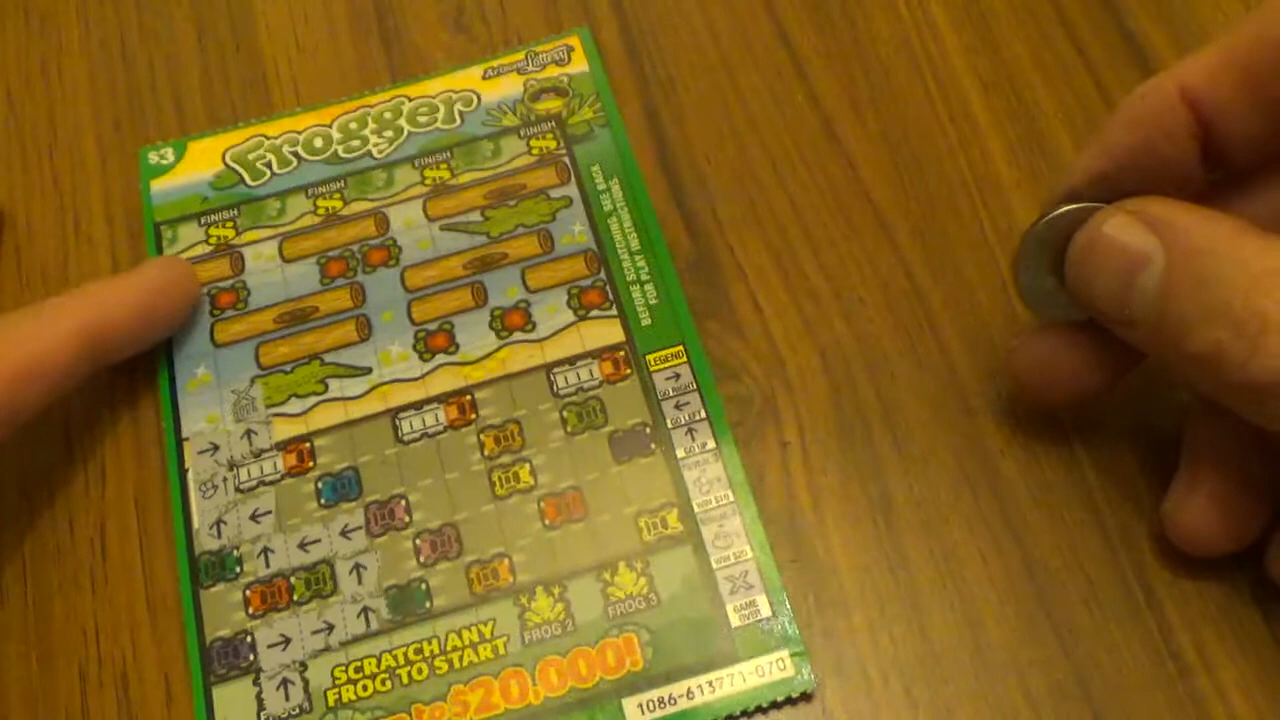 Arizona Lottery
$3
Frogger
FINISH
FINISH
FINISH
FINISH
$
$
$
$
BEFORE SCRATCHING, SEE BACK
FOR PLAY INSTRUCTIONS.
LEGEND
GO RIGHT
GO LEFT
GO UP
WIN $10
WIN $20
X
GAME
OVER
X
SCRATCH ANY
FROG TO START
FROG 2
FROG 3
to $20,000!
1086-613771-070